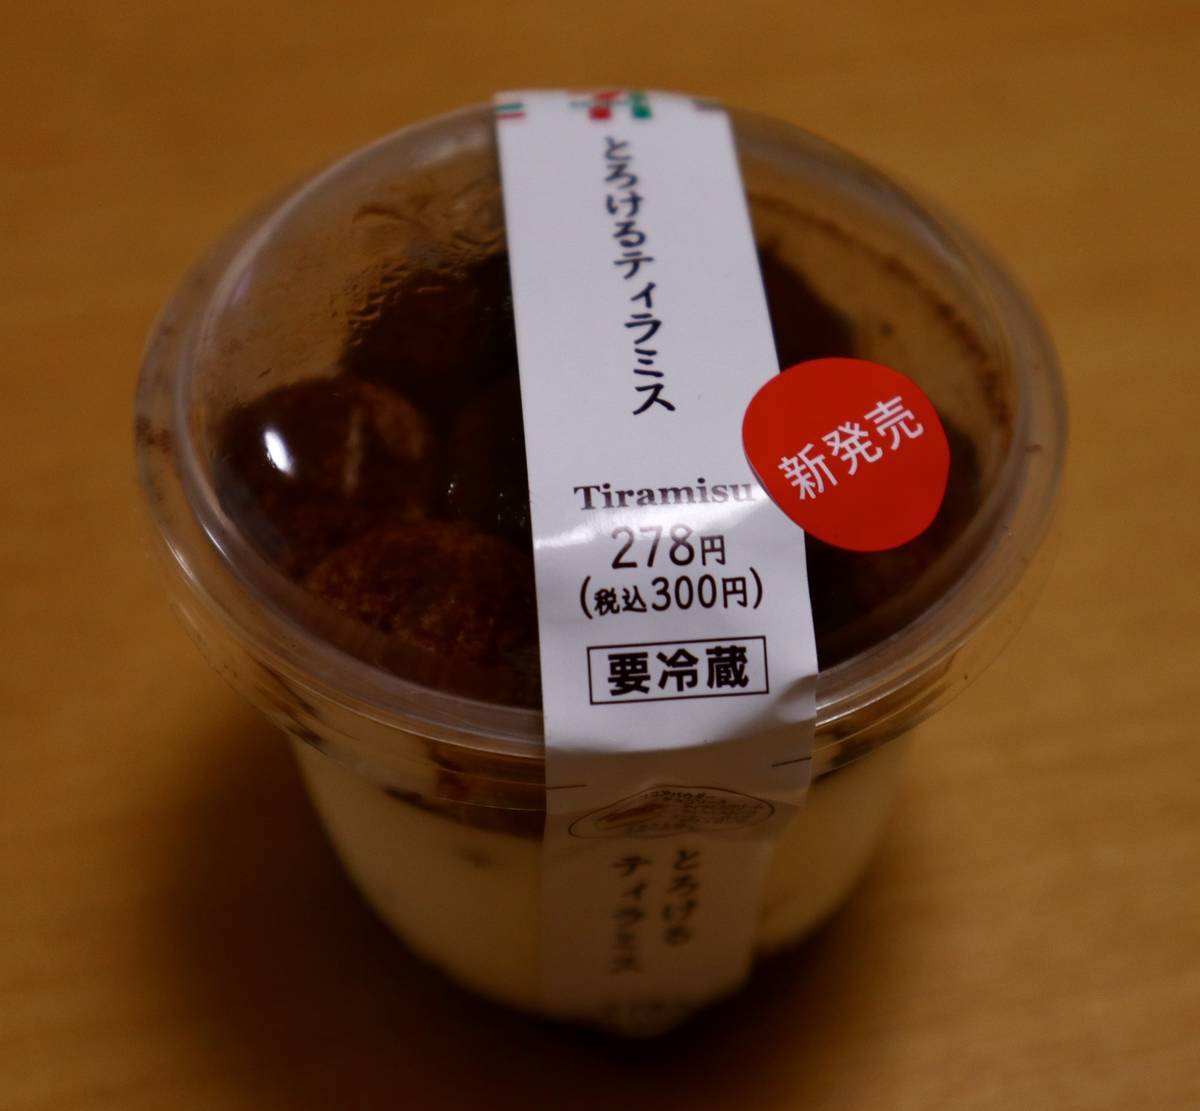 とろけるティラミス
新発売
Tiramisu
278円
(税込300円)
要冷蔵
とろける
ティラミス